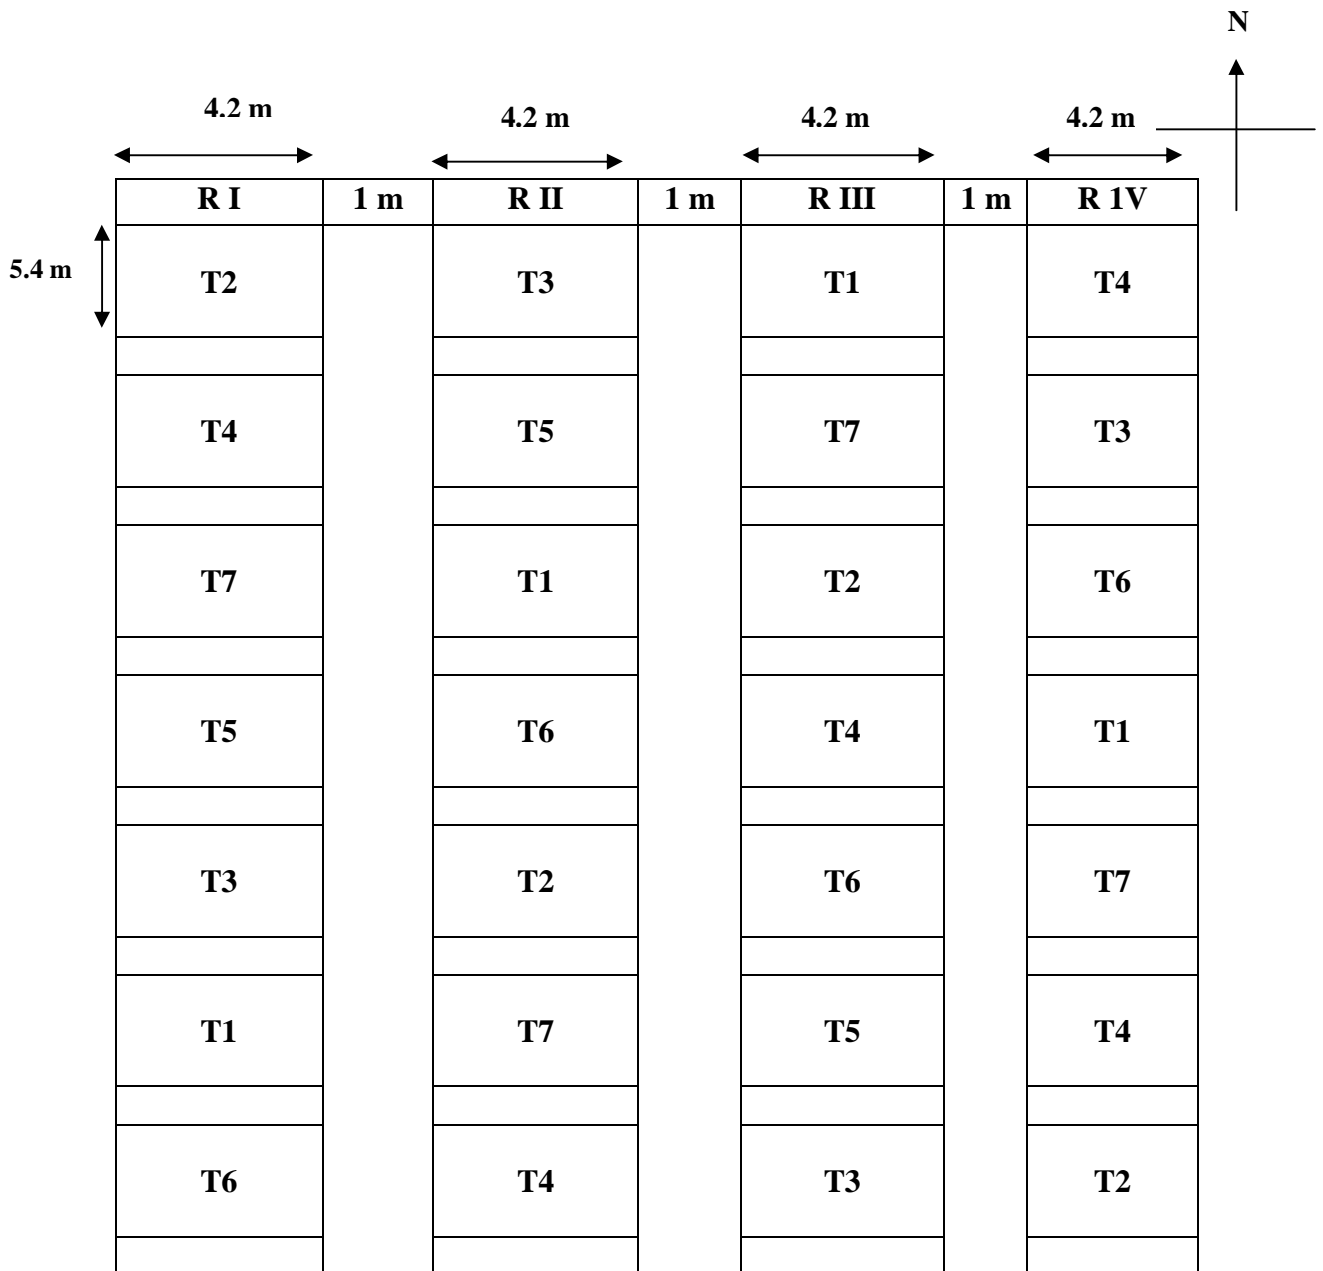 N
4.2 m 4.2 m 4.2 m 4.2 m
R I 1 m R II 1 m R III 1 m R 1V
5.4 m
T2 T3 T1 T4
T4 T5 T7 T3
T7 T1 T2 T6
T5 T6 T4 T1
T3 T2 T6 T7
T1 T7 T5 T4
T6 T4 T3 T2